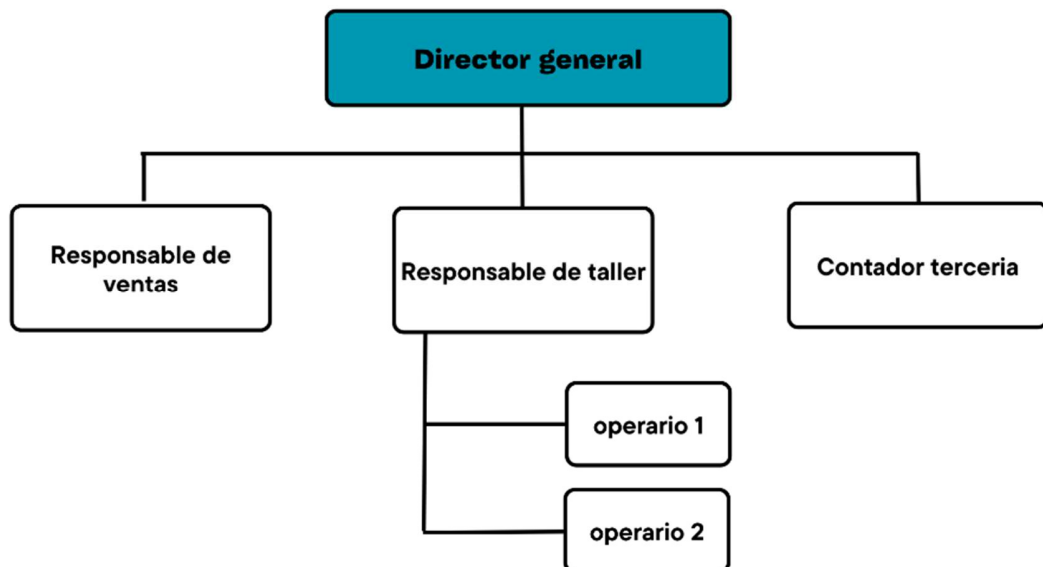 Director general
Responsable de
ventas
Responsable de taller
Contador terceria
operario 1
operario 2